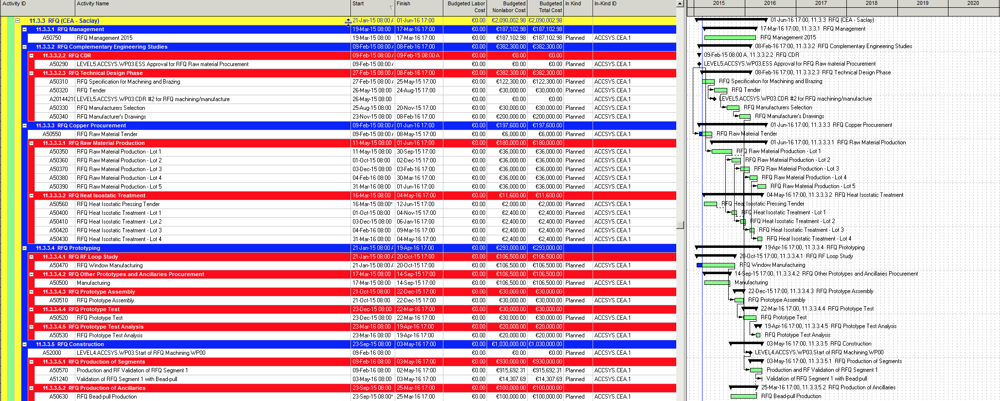 Activity ID Activity Name Start Finish Budgeted Labor Cost Budgeted Nonlabor Cost Budgeted Total Cost In Kind In-Kind ID 2015 2016 2017 2018 2019 2020
11.3.3 RFQ (CEA - Saclay) 21-Jan-15 08:00 A 01-Jun-16 17:00 €0.00 €2,090,002.98 €2,090,002.98 01-Jun-16 17:00, 11.3.3 RFQ (CEA - Saclay)
11.3.3.1 RFQ Management 19-Mar-15 08:00 17-Mar-16 17:00 €0.00 €187,102.98 €187,102.98 17-Mar-16 17:00, 11.3.3.1 RFQ Management
A50750 RFQ Management 2015 19-Mar-15 08:00 17-Mar-16 17:00 €0.00 €187,102.98 €187,102.98 Planned ACCSYS.CEA.1 RFQ Management 2015
11.3.3.2 RFQ Complementary Engineering Studies 09-Feb-15 08:00 A 08-Feb-16 17:00 €0.00 €382,300.00 €382,300.00 08-Feb-16 17:00, 11.3.3.2 RFQ Complementary Engineering Studies
11.3.3.2.2 RFQ CDR 09-Feb-15 08:00 A 09-Feb-15 08:00 A €0.00 €0.00 €0.00 09-Feb-15 08:00 A, 11.3.3.2.2 RFQ CDR
A50290 LEVEL5.ACCSYS.WP03.ESS Approval for RFQ Raw material Procurement 09-Feb-15 08:00 A €0.00 €0.00 €0.00 Planned ACCSYS.CEA.1 LEVEL5.ACCSYS.WP03.ESS Approval for RFQ Raw material Procurement
11.3.3.2.3 RFQ Technical Design Phase 27-Feb-15 08:00 A 08-Feb-16 17:00 €0.00 €382,300.00 €382,300.00 08-Feb-16 17:00, 11.3.3.2.3 RFQ Technical Design Phase
A50310 RFQ Specification for Machining and Brazing 27-Feb-15 08:00 A 25-May-15 17:00 €0.00 €122,300.00 €122,300.00 Planned ACCSYS.CEA.1 RFQ Specification for Machining and Brazing
A50320 RFQ Tender 26-May-15 08:00 24-Aug-15 17:00 €0.00 €30,000.00 €30,000.00 Planned ACCSYS.CEA.1 RFQ Tender
A20144210 LEVEL5.ACCSYS.WP03.CDR #2 for RFQ machining/manufacture 26-May-15 08:00 €0.00 €0.00 €0.00 Planned ACCSYS.CEA.1 LEVEL5.ACCSYS.WP03.CDR #2 for RFQ machining/manufacture
A50330 RFQ Manufacturers Selection 25-Aug-15 08:00 20-Nov-15 17:00 €0.00 €30,000.00 €30,000.00 Planned ACCSYS.CEA.1 RFQ Manufacturers Selection
A50340 RFQ Manufacturer's Drawings 23-Nov-15 08:00 08-Feb-16 17:00 €0.00 €200,000.00 €200,000.00 Planned ACCSYS.CEA.1 RFQ Manufacturer's Drawings
11.3.3.3 RFQ Copper Procurement 09-Feb-15 08:00 A 01-Jun-16 17:00 €0.00 €197,600.00 €197,600.00 01-Jun-16 17:00, 11.3.3.3 RFQ Copper Procurement
A50550 RFQ Raw Material Tender 09-Feb-15 08:00 A 08-May-15 17:00 €0.00 €6,000.00 €6,000.00 Planned ACCSYS.CEA.1 RFQ Raw Material Tender
11.3.3.3.1 RFQ Raw Material Production 11-May-15 08:00 01-Jun-16 17:00 €0.00 €180,000.00 €180,000.00 01-Jun-16 17:00, 11.3.3.3.1 RFQ Raw Material Production
A50350 RFQ Raw Material Production - Lot 1 11-May-15 08:00 30-Sep-15 17:00 €0.00 €36,000.00 €36,000.00 Planned ACCSYS.CEA.1 RFQ Raw Material Production - Lot 1
A50360 RFQ Raw Material Production - Lot 2 01-Oct-15 08:00 02-Dec-15 17:00 €0.00 €36,000.00 €36,000.00 Planned ACCSYS.CEA.1 RFQ Raw Material Production - Lot 2
A50370 RFQ Raw Material Production - Lot 3 03-Dec-15 08:00 03-Feb-16 17:00 €0.00 €36,000.00 €36,000.00 Planned ACCSYS.CEA.1 RFQ Raw Material Production - Lot 3
A50380 RFQ Raw Material Production - Lot 4 04-Feb-16 08:00 30-Mar-16 17:00 €0.00 €36,000.00 €36,000.00 Planned ACCSYS.CEA.1 RFQ Raw Material Production - Lot 4
A50390 RFQ Raw Material Production - Lot 5 31-Mar-16 08:00 01-Jun-16 17:00 €0.00 €36,000.00 €36,000.00 Planned ACCSYS.CEA.1 RFQ Raw Material Production - Lot 5
11.3.3.3.2 RFQ Heat Isostatic Treatment 16-Mar-15 08:00 04-May-16 17:00 €0.00 €11,600.00 €11,600.00 04-May-16 17:00, 11.3.3.3.2 RFQ Heat Isostatic Treatment
A50560 RFQ Heat Isostatic Pressing Tender 16-Mar-15 08:00* 12-Jun-15 17:00 €0.00 €2,000.00 €2,000.00 Planned ACCSYS.CEA.1 RFQ Heat Isostatic Pressing Tender
A50400 RFQ Heat Isostatic Treatment - Lot 1 01-Oct-15 08:00 04-Nov-15 17:00 €0.00 €2,400.00 €2,400.00 Planned ACCSYS.CEA.1 RFQ Heat Isostatic Treatment - Lot 1
A50410 RFQ Heat Isostatic Treatment - Lot 2 03-Dec-15 08:00 06-Jan-16 17:00 €0.00 €2,400.00 €2,400.00 Planned ACCSYS.CEA.1 RFQ Heat Isostatic Treatment - Lot 2
A50420 RFQ Heat Isostatic Treatment - Lot 3 04-Feb-16 08:00 09-Mar-16 17:00 €0.00 €2,400.00 €2,400.00 Planned ACCSYS.CEA.1 RFQ Heat Isostatic Treatment - Lot 3
A50430 RFQ Heat Isostatic Treatment - Lot 4 31-Mar-16 08:00 04-May-16 17:00 €0.00 €2,400.00 €2,400.00 Planned ACCSYS.CEA.1 RFQ Heat Isostatic Treatment - Lot 4
11.3.3.4 RFQ Prototyping 21-Jan-15 08:00 A 19-Apr-16 17:00 €0.00 €293,000.00 €293,000.00 19-Apr-16 17:00, 11.3.3.4 RFQ Prototyping
11.3.3.4.1 RFQ RF Loop Study 21-Jan-15 08:00 A 20-Oct-15 17:00 €0.00 €106,500.00 €106,500.00 20-Oct-15 17:00, 11.3.3.4.1 RFQ RF Loop Study
A50470 RFQ Window Manufacturing 21-Jan-15 08:00 A 20-Oct-15 17:00 €0.00 €106,500.00 €106,500.00 Planned ACCSYS.CEA.1 RFQ Window Manufacturing
11.3.3.4.2 RFQ Other Prototypes and Ancillaries Procurement 17-Mar-15 08:00 14-Sep-15 17:00 €0.00 €106,500.00 €106,500.00 14-Sep-15 17:00, 11.3.3.4.2 RFQ Other Prototypes and Ancillaries Procurement
A50500 Manufacturing 17-Mar-15 08:00 14-Sep-15 17:00 €0.00 €106,500.00 €106,500.00 Planned ACCSYS.CEA.1 Manufacturing
11.3.3.4.3 RFQ Prototype Assembly 21-Oct-15 08:00 22-Dec-15 17:00 €0.00 €30,000.00 €30,000.00 22-Dec-15 17:00, 11.3.3.4.3 RFQ Prototype Assembly
A50510 RFQ Prototype Assembly 21-Oct-15 08:00 22-Dec-15 17:00 €0.00 €30,000.00 €30,000.00 Planned ACCSYS.CEA.1 RFQ Prototype Assembly
11.3.3.4.4 RFQ Prototype Test 23-Dec-15 08:00 22-Mar-16 17:00 €0.00 €30,000.00 €30,000.00 22-Mar-16 17:00, 11.3.3.4.4 RFQ Prototype Test
A50520 RFQ Prototype Test 23-Dec-15 08:00 22-Mar-16 17:00 €0.00 €30,000.00 €30,000.00 Planned ACCSYS.CEA.1 RFQ Prototype Test
11.3.3.4.5 RFQ Prototype Test Analysis 23-Mar-16 08:00 19-Apr-16 17:00 €0.00 €20,000.00 €20,000.00 19-Apr-16 17:00, 11.3.3.4.5 RFQ Prototype Test Analysis
A50530 RFQ Prototype Test Analysis 23-Mar-16 08:00 19-Apr-16 17:00 €0.00 €20,000.00 €20,000.00 Planned ACCSYS.CEA.1 RFQ Prototype Test Analysis
11.3.3.5 RFQ Construction 23-Sep-15 08:00 03-May-16 17:00 €0.00 €1,030,000.00 €1,030,000.00 03-May-16 17:00, 11.3.3.5 RFQ Construction
A52000 LEVEL4.ACCSYS.WP03.Start of RFQ Machining.WP00 09-Feb-16 08:00 €0.00 €0.00 €0.00 Planned ACCSYS.CEA.1 LEVEL4.ACCSYS.WP03.Start of RFQ Machining.WP00
11.3.3.5.1 RFQ Production of Segments 09-Feb-16 08:00 03-May-16 17:00 €0.00 €930,000.00 €930,000.00 03-May-16 17:00, 11.3.3.5.1 RFQ Production of Segments
A50570 Production and RF Validation of RFQ Segment 1 09-Feb-16 08:00 02-May-16 17:00 €0.00 €915,692.31 €915,692.31 Planned ACCSYS.CEA.1 Production and RF Validation of RFQ Segment 1
A51240 Validation of RFQ Segment 1 with Bead-pull 03-May-16 08:00 03-May-16 17:00 €0.00 €14,307.69 €14,307.69 Planned ACCSYS.CEA.1 Validation of RFQ Segment 1 with Bead-pull
11.3.3.5.2 RFQ Production of Ancillaries 23-Sep-15 08:00 25-Mar-16 17:00 €0.00 €100,000.00 €100,000.00 25-Mar-16 17:00, 11.3.3.5.2 RFQ Production of Ancillaries
A50630 RFQ Bead-pull Production 23-Sep-15 08:00* 25-Mar-16 17:00 €0.00 €100,000.00 €100,000.00 Planned ACCSYS.CEA.1 RFQ Bead-pull Production